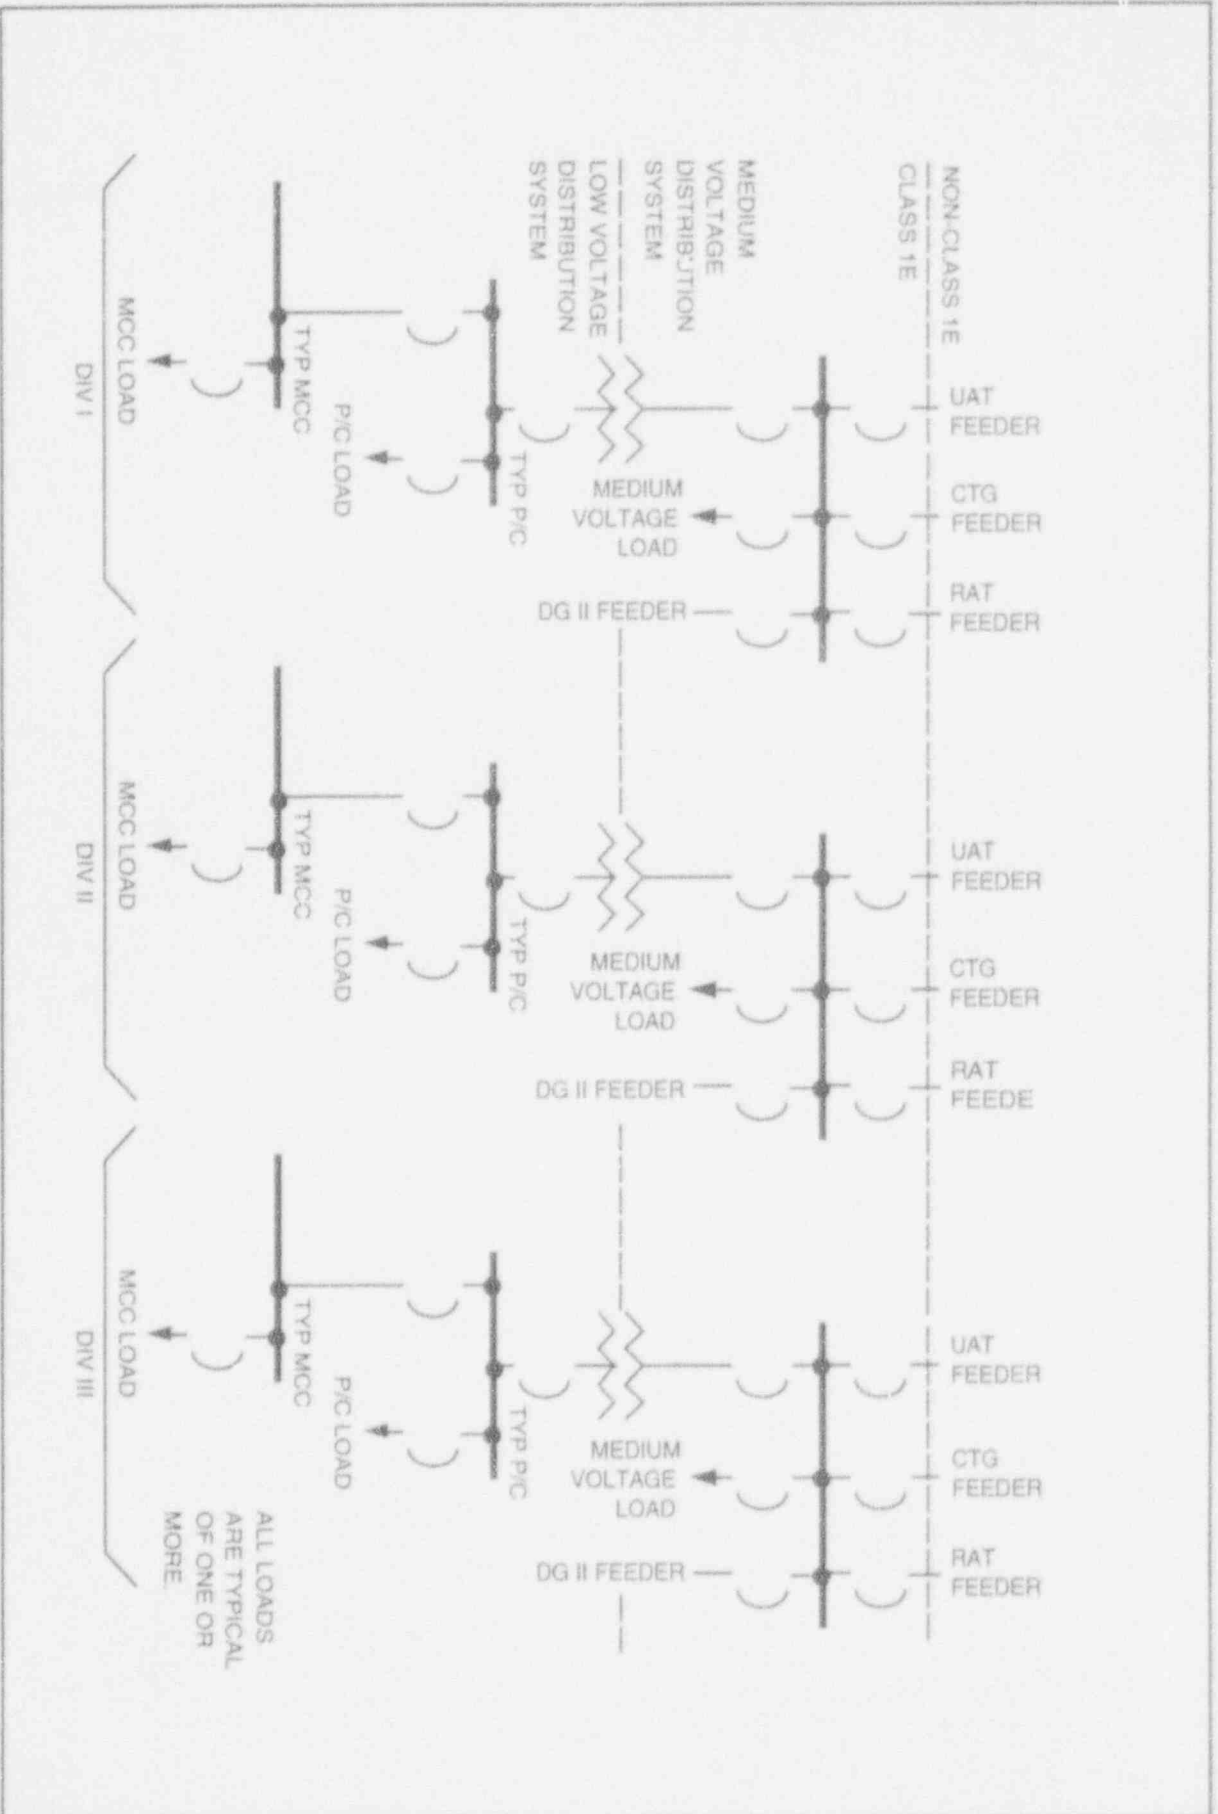 NON-CLASS 1E
CLASS 1E
MEDIUM
VOLTAGE
DISTRIBUTION
SYSTEM
LOW VOLTAGE
DISTRIBUTION
SYSTEM
UAT
FEEDER
CTG
FEEDER
RAT
FEEDER
MEDIUM
VOLTAGE
LOAD
DG II FEEDER
TYP P/C
P/C LOAD
TYP MCC
MCC LOAD
DIV I
UAT
FEEDER
CTG
FEEDER
RAT
FEEDE
MEDIUM
VOLTAGE
LOAD
DG II FEEDER
TYP P/C
P/C LOAD
TYP MCC
MCC LOAD
DIV II
UAT
FEEDER
CTG
FEEDER
RAT
FEEDER
MEDIUM
VOLTAGE
LOAD
DG II FEEDER
TYP P/C
P/C LOAD
TYP MCC
MCC LOAD
DIV III
ALL LOADS
ARE TYPICAL
OF ONE OR
MORE.